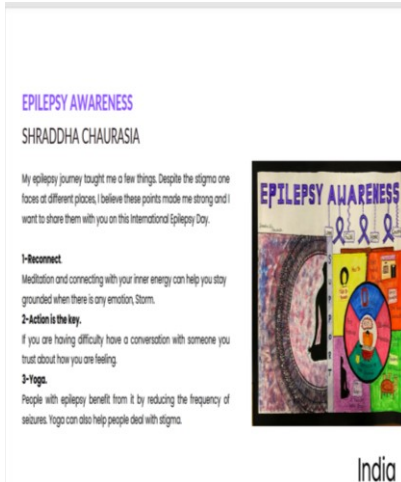 EPILEPSY AWARENESS
SHRADDHA CHAURASIA
My epilepsy journey taught me a few things. Despite the stigma one
faces at different places, I believe these points made me strong and I
want to share them with you on this International Epilepsy Day.
1-Reconnect.
Meditation and connecting with your inner energy can help you stay
grounded when there is any emotion, Storm.
2-Action is the key.
If you are having difficulty have a conversation with someone you
trust about how you are feeling.
3-Yoga.
People with epilepsy benefit from it by reducing the frequency of
seizures. Yoga can also help people deal with stigma.
EPILEPSY AWARENESS
SUPPORT
India